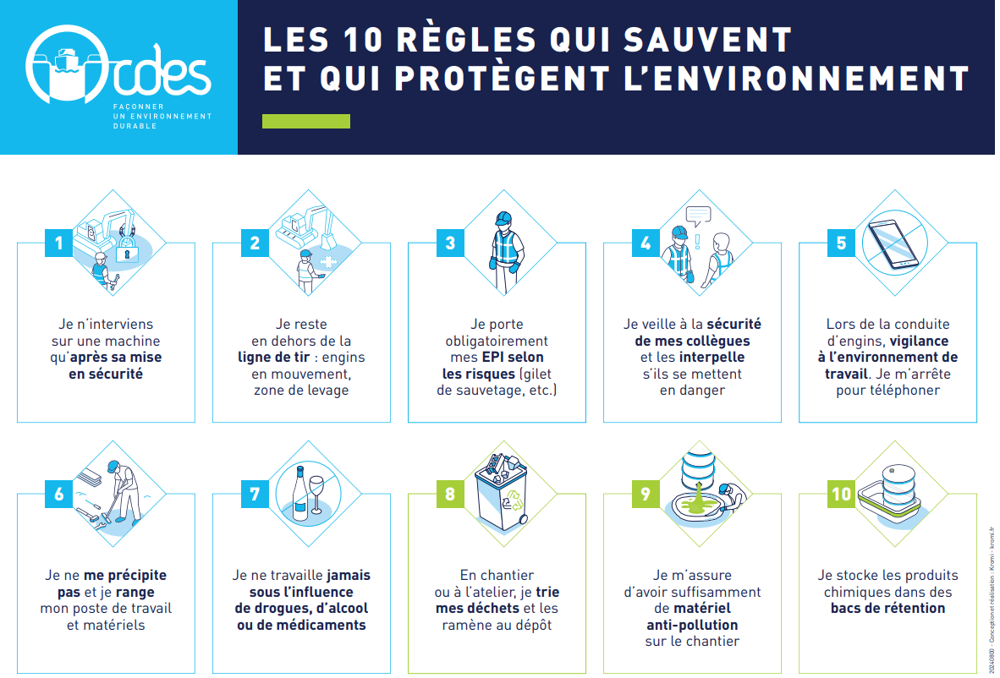 cdes
FAÇONNER
UN ENVIRONNEMENT
DURABLE
LES 10 RÈGLES QUI SAUVENT
ET QUI PROTÈGENT L'ENVIRONNEMENT
1
Je n'interviens
sur une machine
qu'après sa mise
en sécurité
2
Je reste
en dehors de la
ligne de tir : engins
en mouvement,
zone de levage
3
Je porte
obligatoirement
mes EPI selon
les risques (gilet
de sauvetage, etc.)
4
Je veille à la sécurité
de mes collègues
et les interpelle
s'ils se mettent
en danger
5
Lors de la conduite
d'engins, vigilance
à l'environnement de
travail. Je m'arrête
pour téléphoner
6
Je ne me précipite
pas et je range
mon poste de travail
et matériels
7
Je ne travaille jamais
sous l'influence
de drogues, d'alcool
ou de médicaments
8
En chantier
ou à l'atelier, je trie
mes déchets et les
ramène au dépôt
9
Je m'assure
d'avoir suffisamment
de matériel
anti-pollution
sur le chantier
10
Je stocke les produits
chimiques dans des
bacs de rétention
20240800 - Conception et réalisation : Kromi - kromi.fr